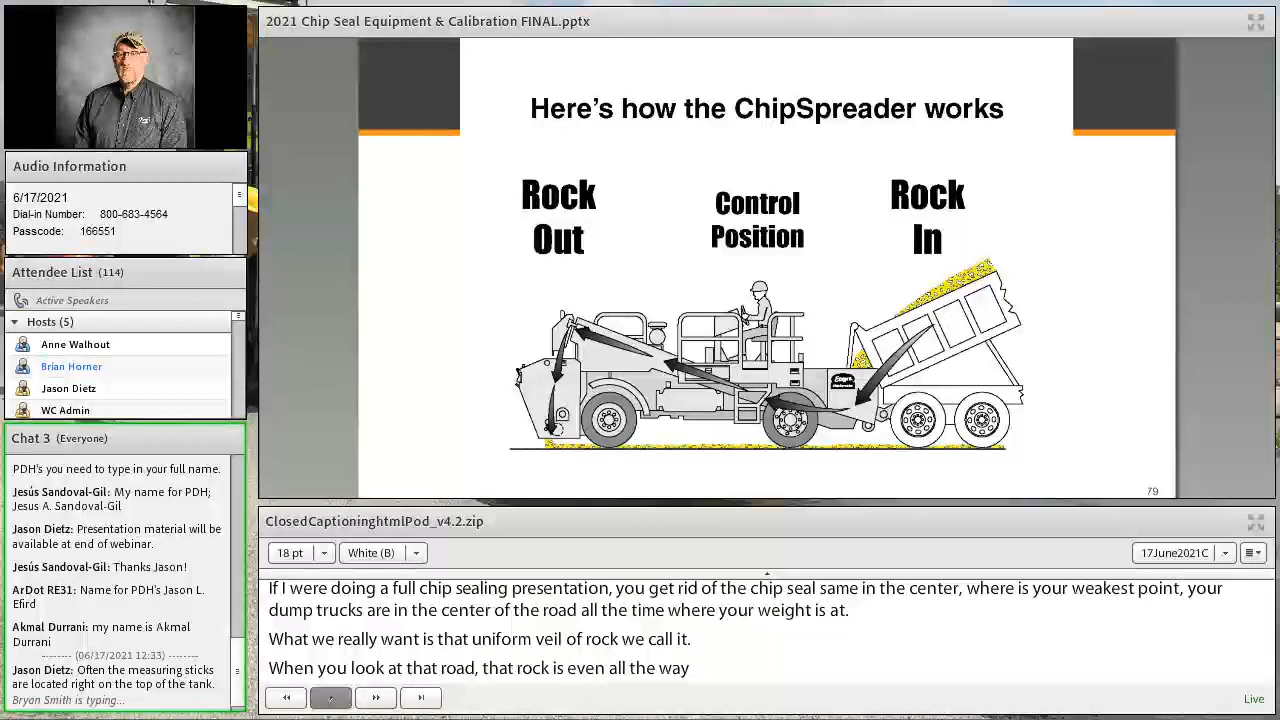 2021 Chip Seal Equipment & Calibration FINAL.pptx
Here's how the ChipSpreader works
Rock
Out
Control
Position
Rock
In
79
Audio Information
6/17/2021
Dial-in Number: 800-683-4564
Passcode: 166551
Attendee List (114)
Active Speakers
Hosts (5)
Anne Walhout
Brian Horner
Jason Dietz
WC Admin
Chat 3 (Everyone)
PDH's you need to type in your full name.
Jesús Sandoval-Gil: My name for PDH;
Jesus A. Sandoval-Gil
Jason Dietz: Presentation material will be
available at end of webinar.
Jesús Sandoval-Gil: Thanks Jason!
ArDot RE31: Name for PDH's Jason L.
Efird
Akmal Durrani: my name is Akmal
Durrani
-------- (06/17/2021 12:33) --------
Jason Dietz: Often the measuring sticks
are located right on the top of the tank.
Bryan Smith is typing...
ClosedCaptioninghtmlPod_v4.2.zip
18 pt
White (B)
17June2021C
If I were doing a full chip sealing presentation, you get rid of the chip seal same in the center, where is your weakest point, your
dump trucks are in the center of the road all the time where your weight is at.
What we really want is that uniform veil of rock we call it.
When you look at that road, that rock is even all the way
Live